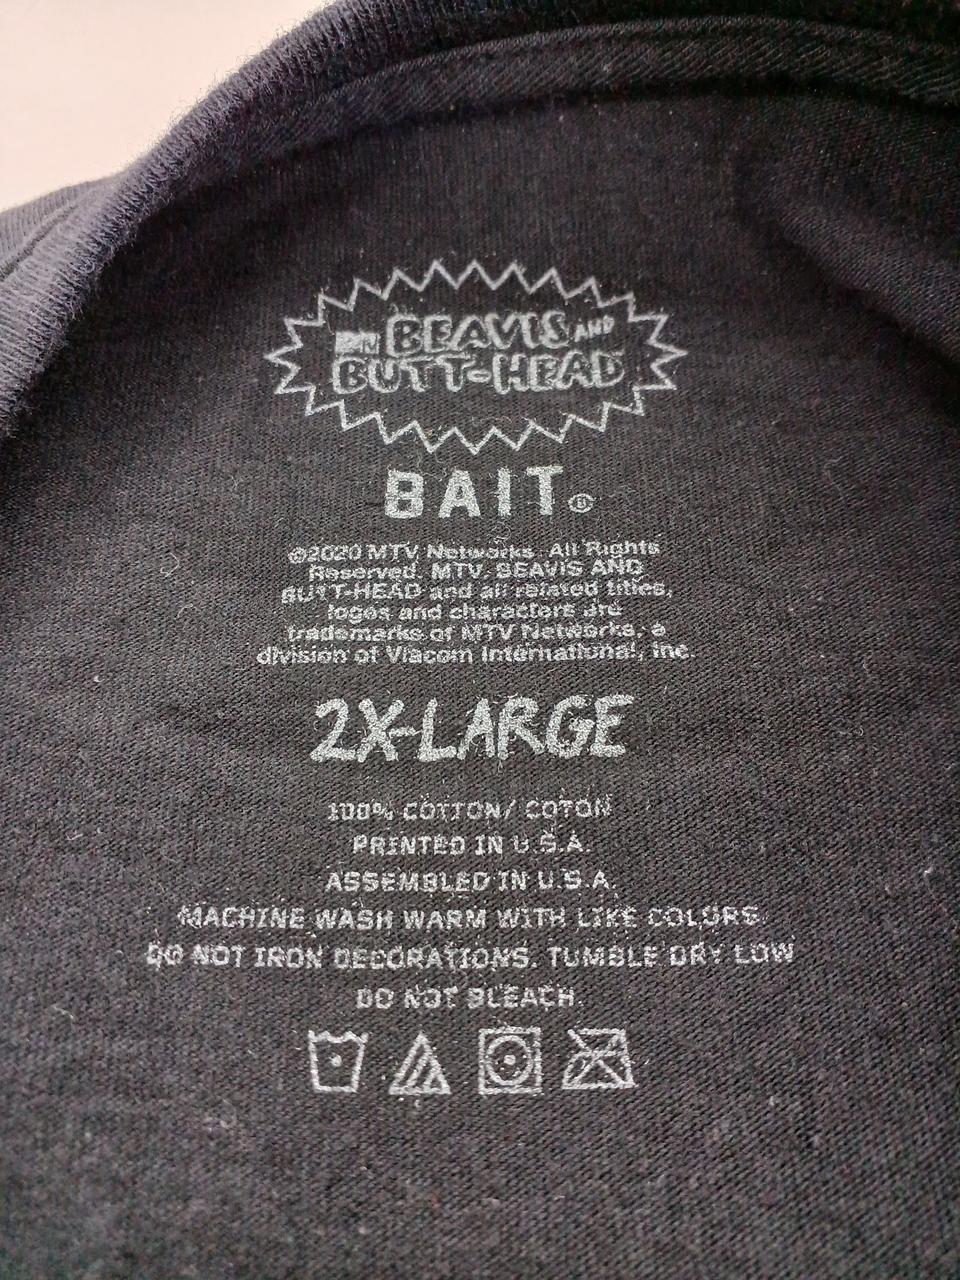 MTV BEAVIS AND
BUTT-HEAD
BAIT®
©2020 MTV Networks. All Rights
Reserved. MTV, BEAVIS AND
BUTT-HEAD and all related titles,
logos and characters are
trademarks of MTV Networks, a
division of Viacom International, Inc.
2X-LARGE
100% COTTON/ COTON
PRINTED IN U.S.A.
ASSEMBLED IN U.S.A.
MACHINE WASH WARM WITH LIKE COLORS.
DO NOT IRON DECORATIONS. TUMBLE DRY LOW
DO NOT BLEACH.